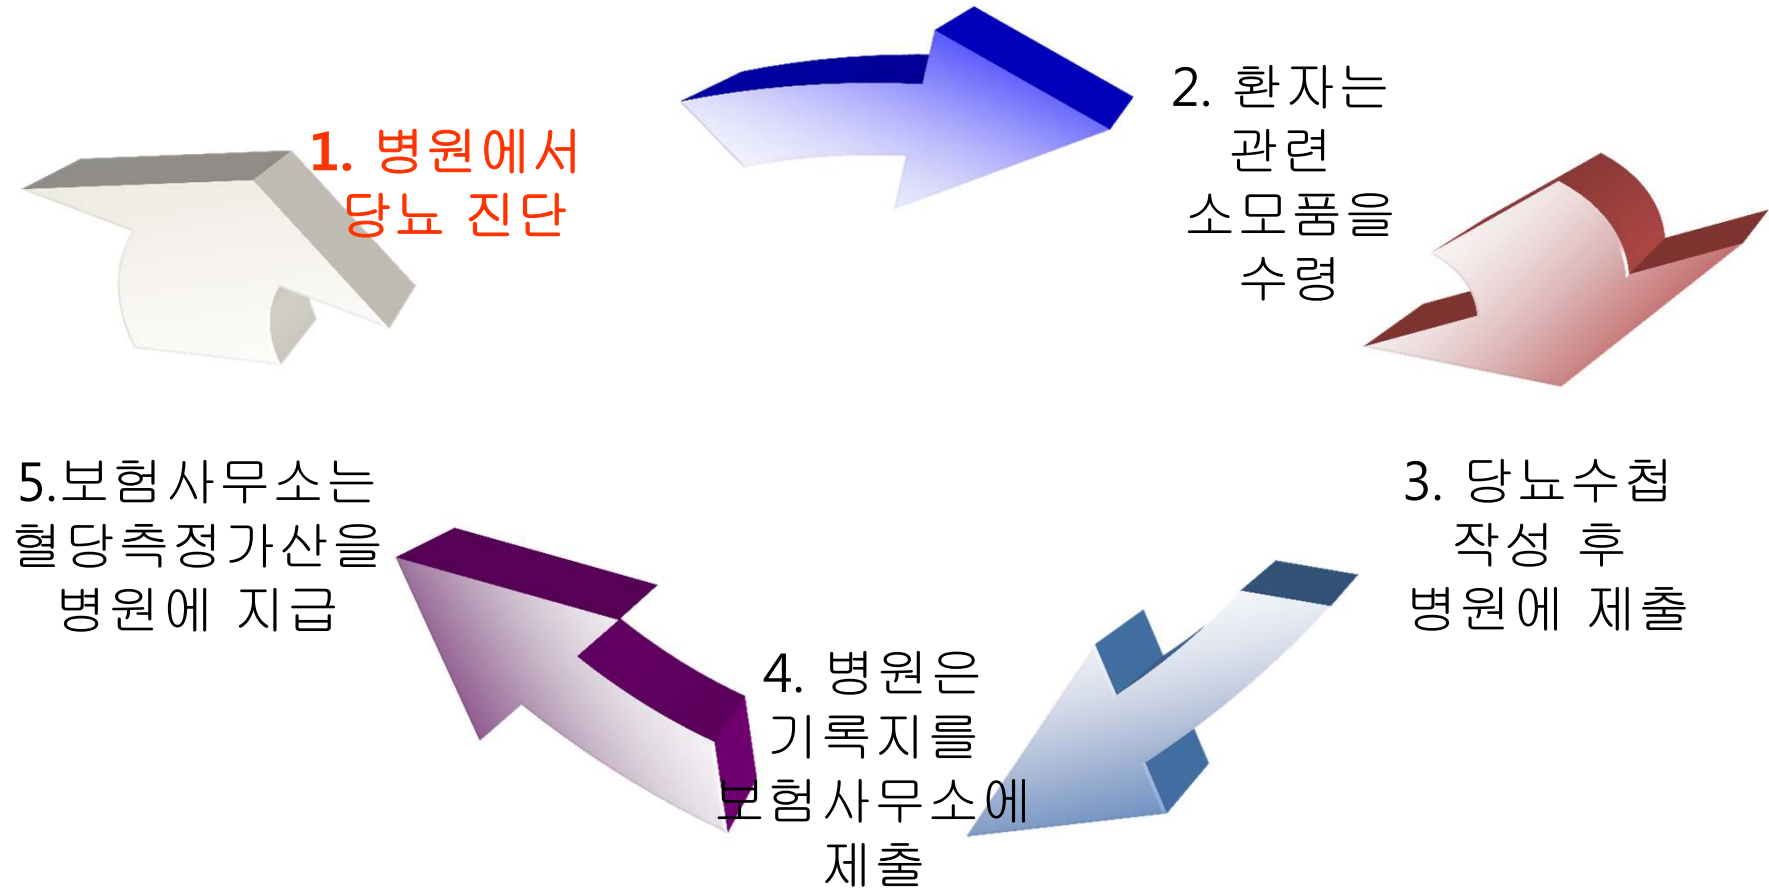 1. 병원에서
당뇨 진단
2. 환자는
관련
소모품을
수령
3. 당뇨수첩
작성 후
병원에 제출
4. 병원은
기록지를
보험사무소에
제출
5.보험사무소는
혈당측정가산을
병원에 지급